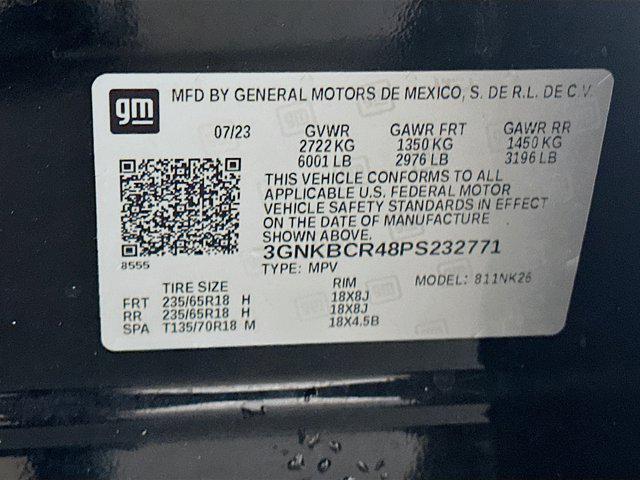 gm MFD BY GENERAL MOTORS DE MEXICO, S. DE R.L. DE C.V.
07/23 GVWR GAWR FRT GAWR RR
2722 KG 1350 KG 1450 KG
6001 LB 2976 LB 3196 LB
THIS VEHICLE CONFORMS TO ALL
APPLICABLE U.S. FEDERAL MOTOR
VEHICLE SAFETY STANDARDS IN EFFECT
ON THE DATE OF MANUFACTURE
SHOWN ABOVE.
3GNKBCR48PS232771
8555
TYPE: MPV MODEL: 811NK26
TIRE SIZE RIM
FRT 235/65R18 H 18X8J
RR 235/65R18 H 18X8J
SPA T135/70R18 M 18X4.5B